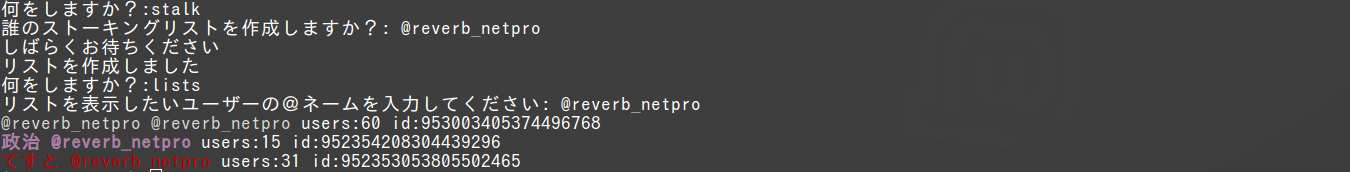 何をしますか?:stalk
誰のストーキングリストを作成しますか?: @reverb_netpro
しばらくお待ちください
リストを作成しました
何をしますか?:lists
リストを表示したいユーザーの@ネームを入力してください: @reverb_netpro
@reverb_netpro @reverb_netpro users:60 id:953003405374496768
政治 @reverb_netpro users:15 id:952354208304439296
てすと @reverb_netpro users:31 id:952353053805502465